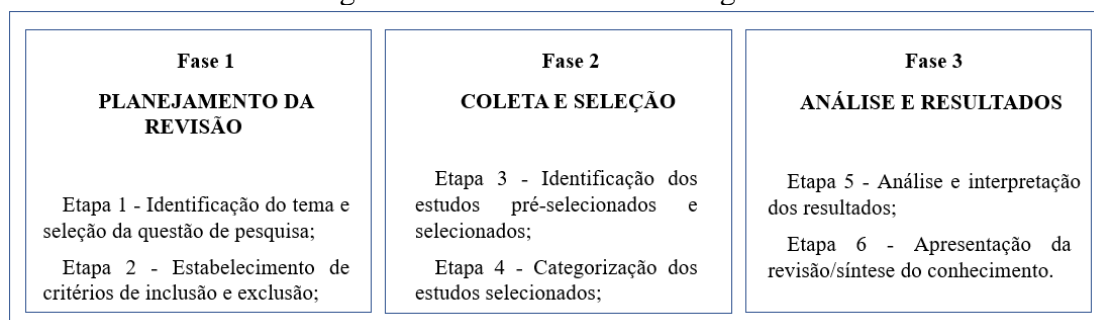 Fase 1
PLANEJAMENTO DA
REVISÃO
Etapa 1 - Identificação do tema e
seleção da questão de pesquisa;
Etapa 2 - Estabelecimento de
critérios de inclusão e exclusão;
Fase 2
COLETA E SELEÇÃO
Etapa 3 - Identificação dos
estudos pré-selecionados e
selecionados;
Etapa 4 - Categorização dos
estudos selecionados;
Fase 3
ANÁLISE E RESULTADOS
Etapa 5 - Análise e interpretação
dos resultados;
Etapa 6 - Apresentação da
revisão/síntese do conhecimento.